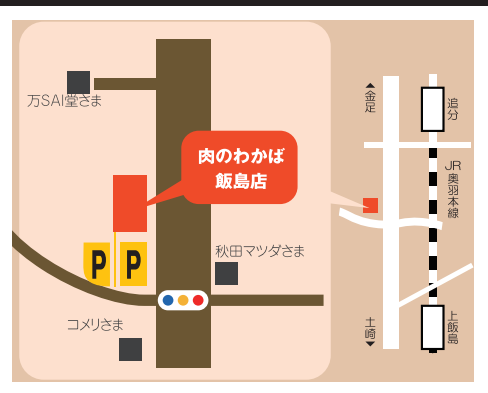 万SAI堂さま
肉のわかば
飯島店
P
P
秋田マツダさま
コメリさま
▲金足
追分
JR奥羽本線
土崎▼
上飯島